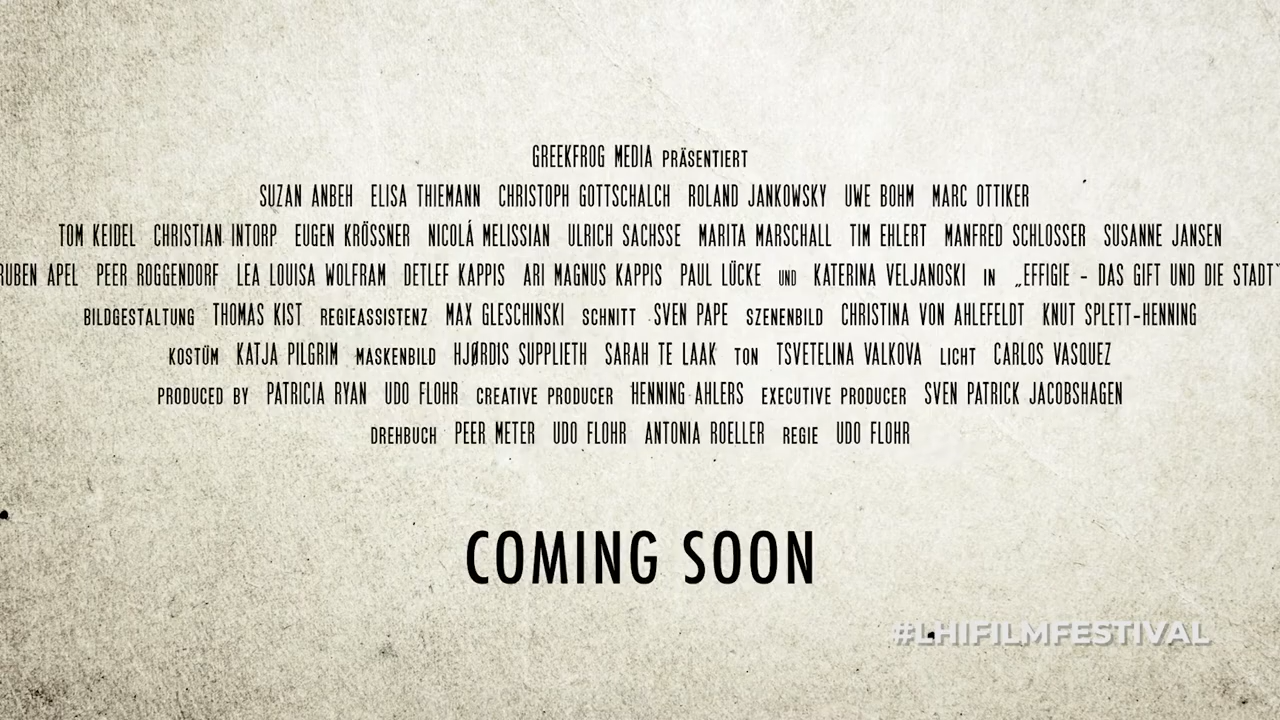 GREEKFROG MEDIA PRÄSENTIERT
SUZAN ANBEH ELISA THIEMANN CHRISTOPH GOTTSCHALCH ROLAND JANKOWSKY UWE BOHM MARC OTTIKER
TOM KEIDEL CHRISTIAN INTORP EUGEN KRÖSSNER NICOLÁ MELISSIAN ULRICH SACHSSE MARITA MARSCHALL TIM EHLERT MANFRED SCHLOSSER SUSANNE JANSEN
RUBEN APEL PEER ROGGENDORF LEA LOUISA WOLFRAM DETLEF KAPPIS ARI MAGNUS KAPPIS PAUL LÜCKE UND KATERINA VELJANOSKI IN „EFFIGIE - DAS GIFT UND DIE STADT"
BILDGESTALTUNG THOMAS KIST REGIEASSISTENZ MAX GLESCHINSKI SCHNITT SVEN PAPE SZENENBILD CHRISTINA VON AHLEFELDT KNUT SPLETT-HENNING
KOSTÜM KATJA PILGRIM MASKENBILD HJØRDIS SUPPLIETH SARAH TE LAAK TON TSVETELINA VALKOVA LICHT CARLOS VASQUEZ
PRODUCED BY PATRICIA RYAN UDO FLOHR CREATIVE PRODUCER HENNING AHLERS EXECUTIVE PRODUCER SVEN PATRICK JACOBSHAGEN
DREHBUCH PEER METER UDO FLOHR ANTONIA ROELLER REGIE UDO FLOHR
COMING SOON
#LHIFILMFESTIVAL